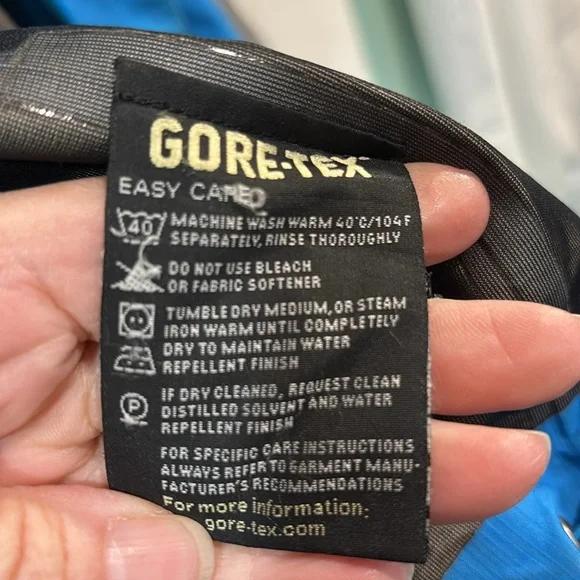 GORE-TEX
EASY CARE
40 MACHINE WASH WARM 40°C/104F
SEPARATELY, RINSE THOROUGHLY
DO NOT USE BLEACH
OR FABRIC SOFTENER
TUMBLE DRY MEDIUM, OR STEAM
IRON WARM UNTIL COMPLETELY
DRY TO MAINTAIN WATER
REPELLENT FINISH
P IF DRY CLEANED, REQUEST CLEAN
DISTILLED SOLVENT AND WATER
REPELLENT FINISH
FOR SPECIFIC CARE INSTRUCTIONS
ALWAYS REFER TO GARMENT MANU-
FACTURER'S RECOMMENDATIONS
For more information:
gore-tex.com